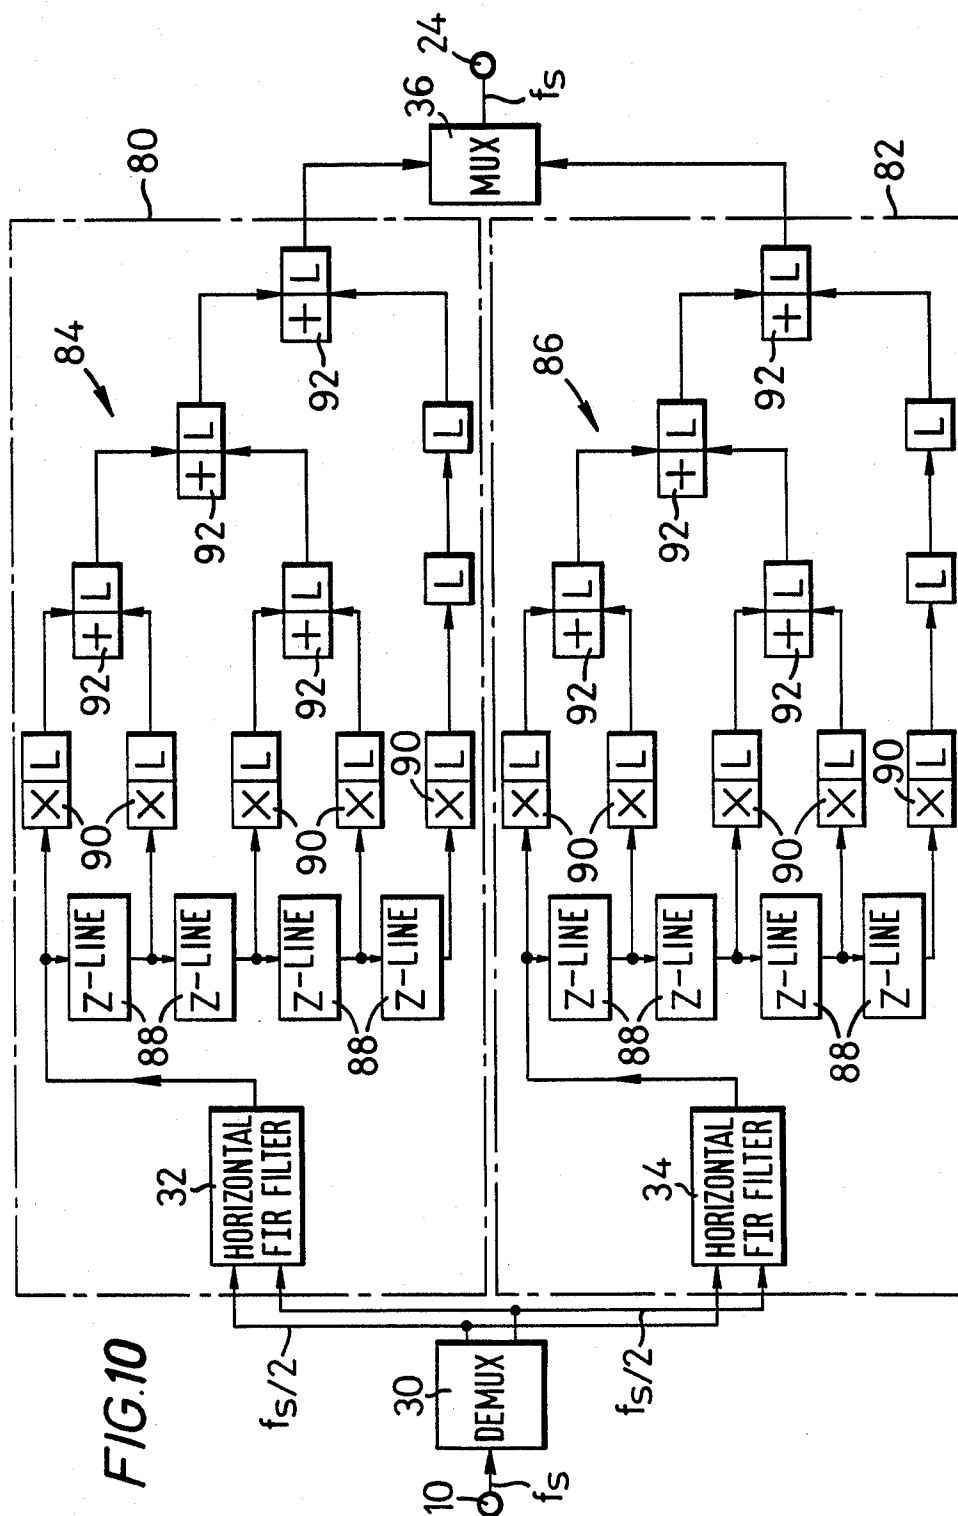 FIG.10
10
fs
30
DEMUX
fs/2
fs/2
80
32
HORIZONTAL
FIR FILTER
84
Z-LINE
Z-LINE
Z-LINE
Z-LINE
88
88
X L
X L
X L
X L
X L
90
90
90
+ L
92
+ L
92
+ L
92
+ L
92
L
L
82
34
HORIZONTAL
FIR FILTER
86
Z-LINE
Z-LINE
Z-LINE
Z-LINE
88
88
X L
X L
X L
X L
X L
90
90
90
+ L
92
+ L
92
+ L
92
+ L
92
L
L
36
MUX
fs
24